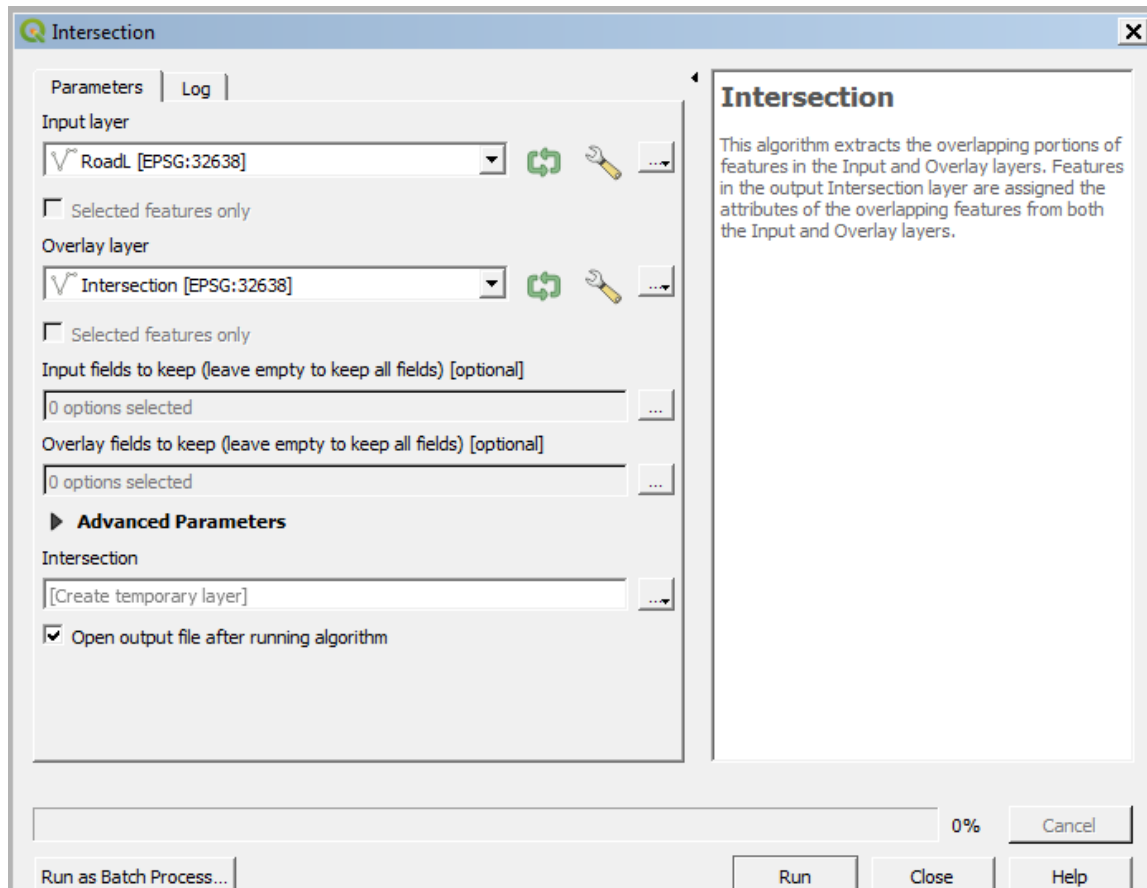 Intersection
Parameters
Log
Input layer
RoadL [EPSG:32638]
...
Selected features only
Overlay layer
Intersection [EPSG:32638]
...
Selected features only
Input fields to keep (leave empty to keep all fields) [optional]
0 options selected
...
Overlay fields to keep (leave empty to keep all fields) [optional]
0 options selected
...
Advanced Parameters
Intersection
[Create temporary layer]
...
Open output file after running algorithm
Intersection
This algorithm extracts the overlapping portions of
features in the Input and Overlay layers. Features
in the output Intersection layer are assigned the
attributes of the overlapping features from both
the Input and Overlay layers.
0%
Cancel
Run as Batch Process...
Run
Close
Help